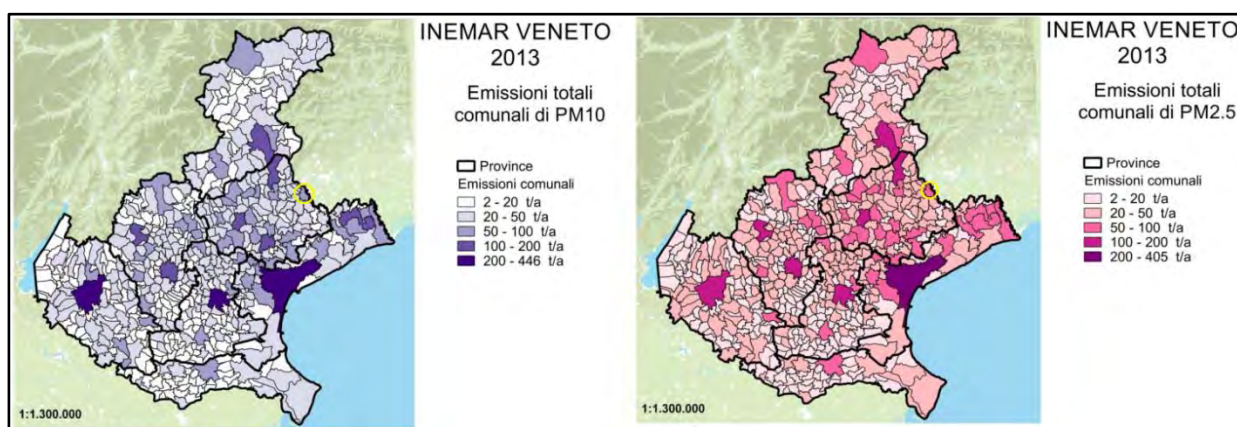 INEMAR VENETO
2013
Emissioni totali
comunali di PM10
Province
Emissioni comunali
2 - 20 t/a
20 - 50 t/a
50 - 100 t/a
100 - 200 t/a
200 - 446 t/a
1:1.300.000
INEMAR VENETO
2013
Emissioni totali
comunali di PM2.5
Province
Emissioni comunali
2 - 20 t/a
20 - 50 t/a
50 - 100 t/a
100 - 200 t/a
200 - 405 t/a
1:1.300.000